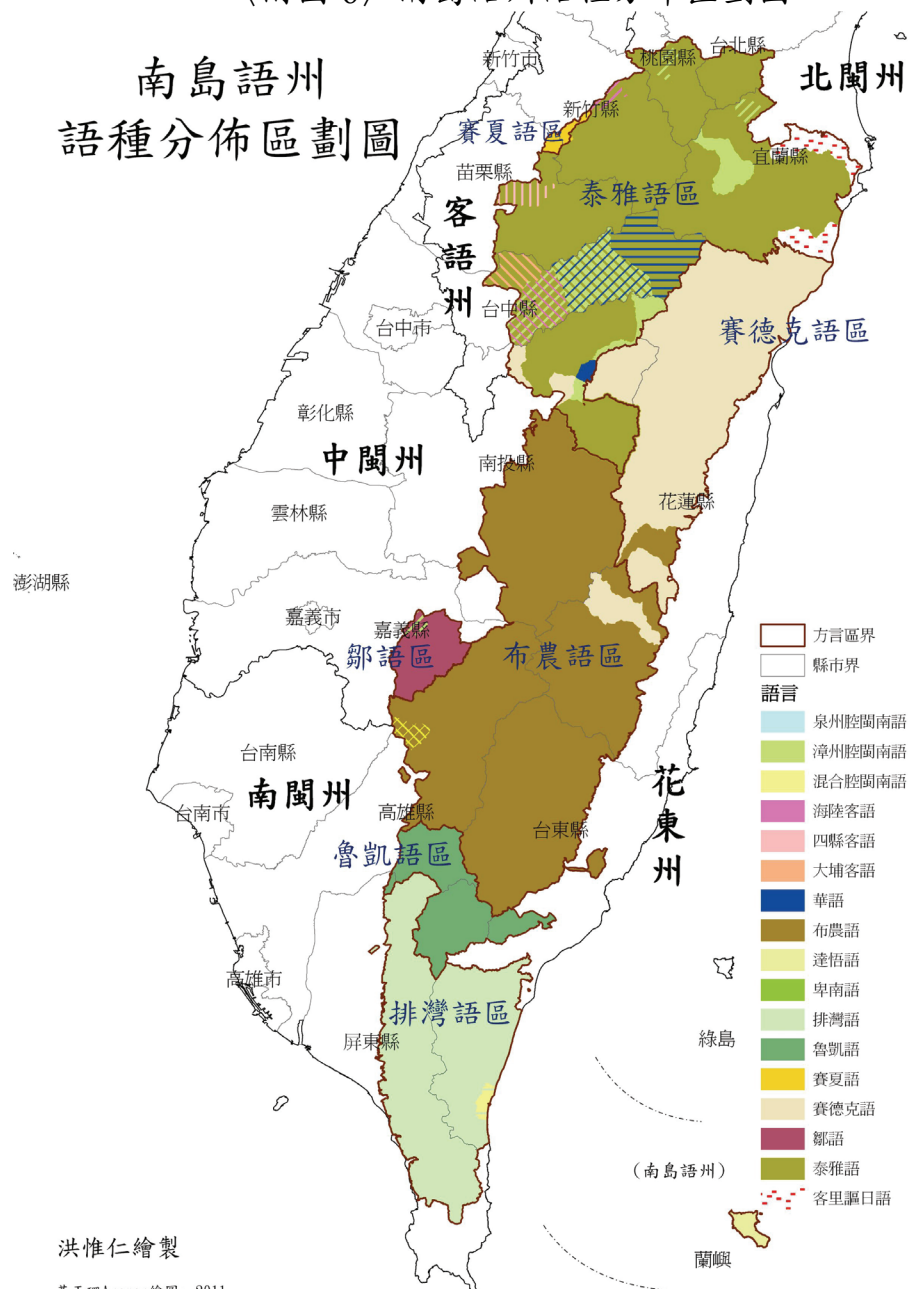 南島語州
語種分佈區劃圖
新竹市
桃園縣
台北縣
北閩州
新竹縣
賽夏語區
宜蘭縣
苗栗縣
泰雅語區
客語州
台中縣
台中市
賽德克語區
彰化縣
中閩州
南投縣
花蓮縣
雲林縣
澎湖縣
嘉義市
嘉義縣
鄒語區
布農語區
台南縣
南閩州
台南市
高雄縣
台東縣
花東州
魯凱語區
高雄市
排灣語區
屏東縣
綠島
(南島語州)
蘭嶼
方言區界
縣市界
語言
泉州腔閩南語
漳州腔閩南語
混合腔閩南語
海陸客語
四縣客語
大埔客語
華語
布農語
達悟語
卑南語
排灣語
魯凱語
賽夏語
賽德克語
鄒語
泰雅語
客里謳日語
洪惟仁繪製